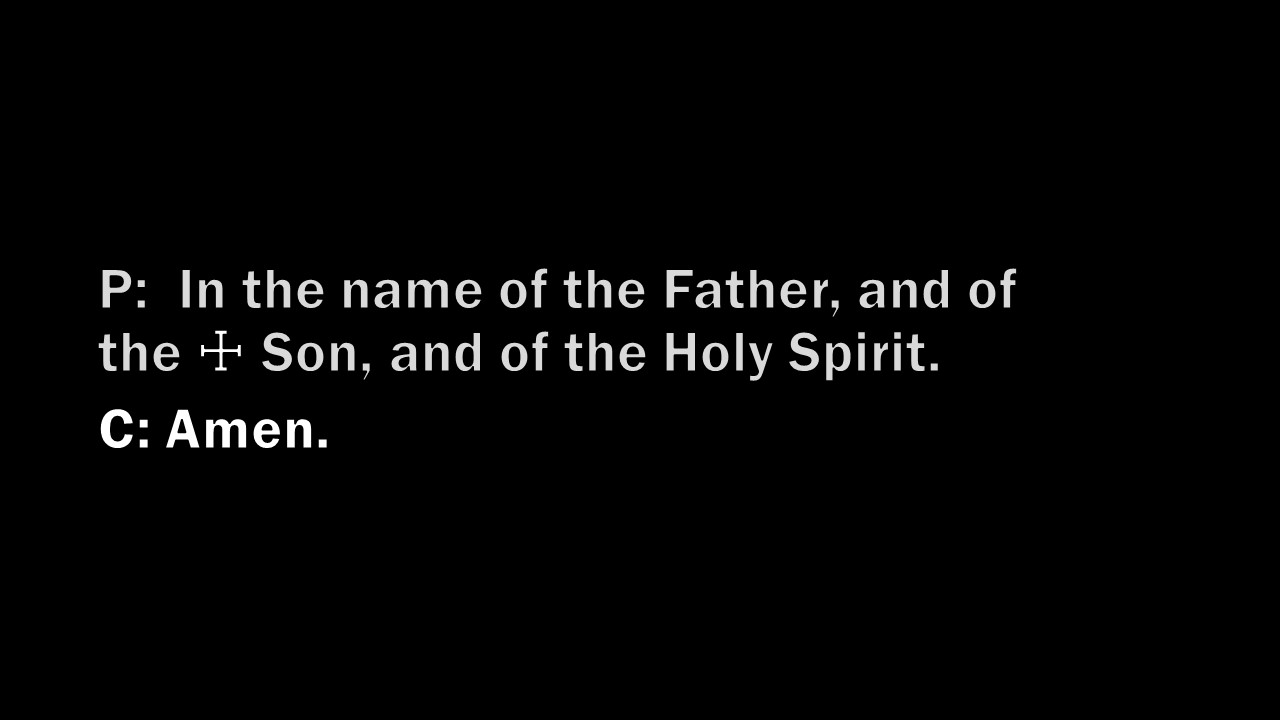 P:  In the name of the Father, and of
the ☩ Son, and of the Holy Spirit.
C: Amen.